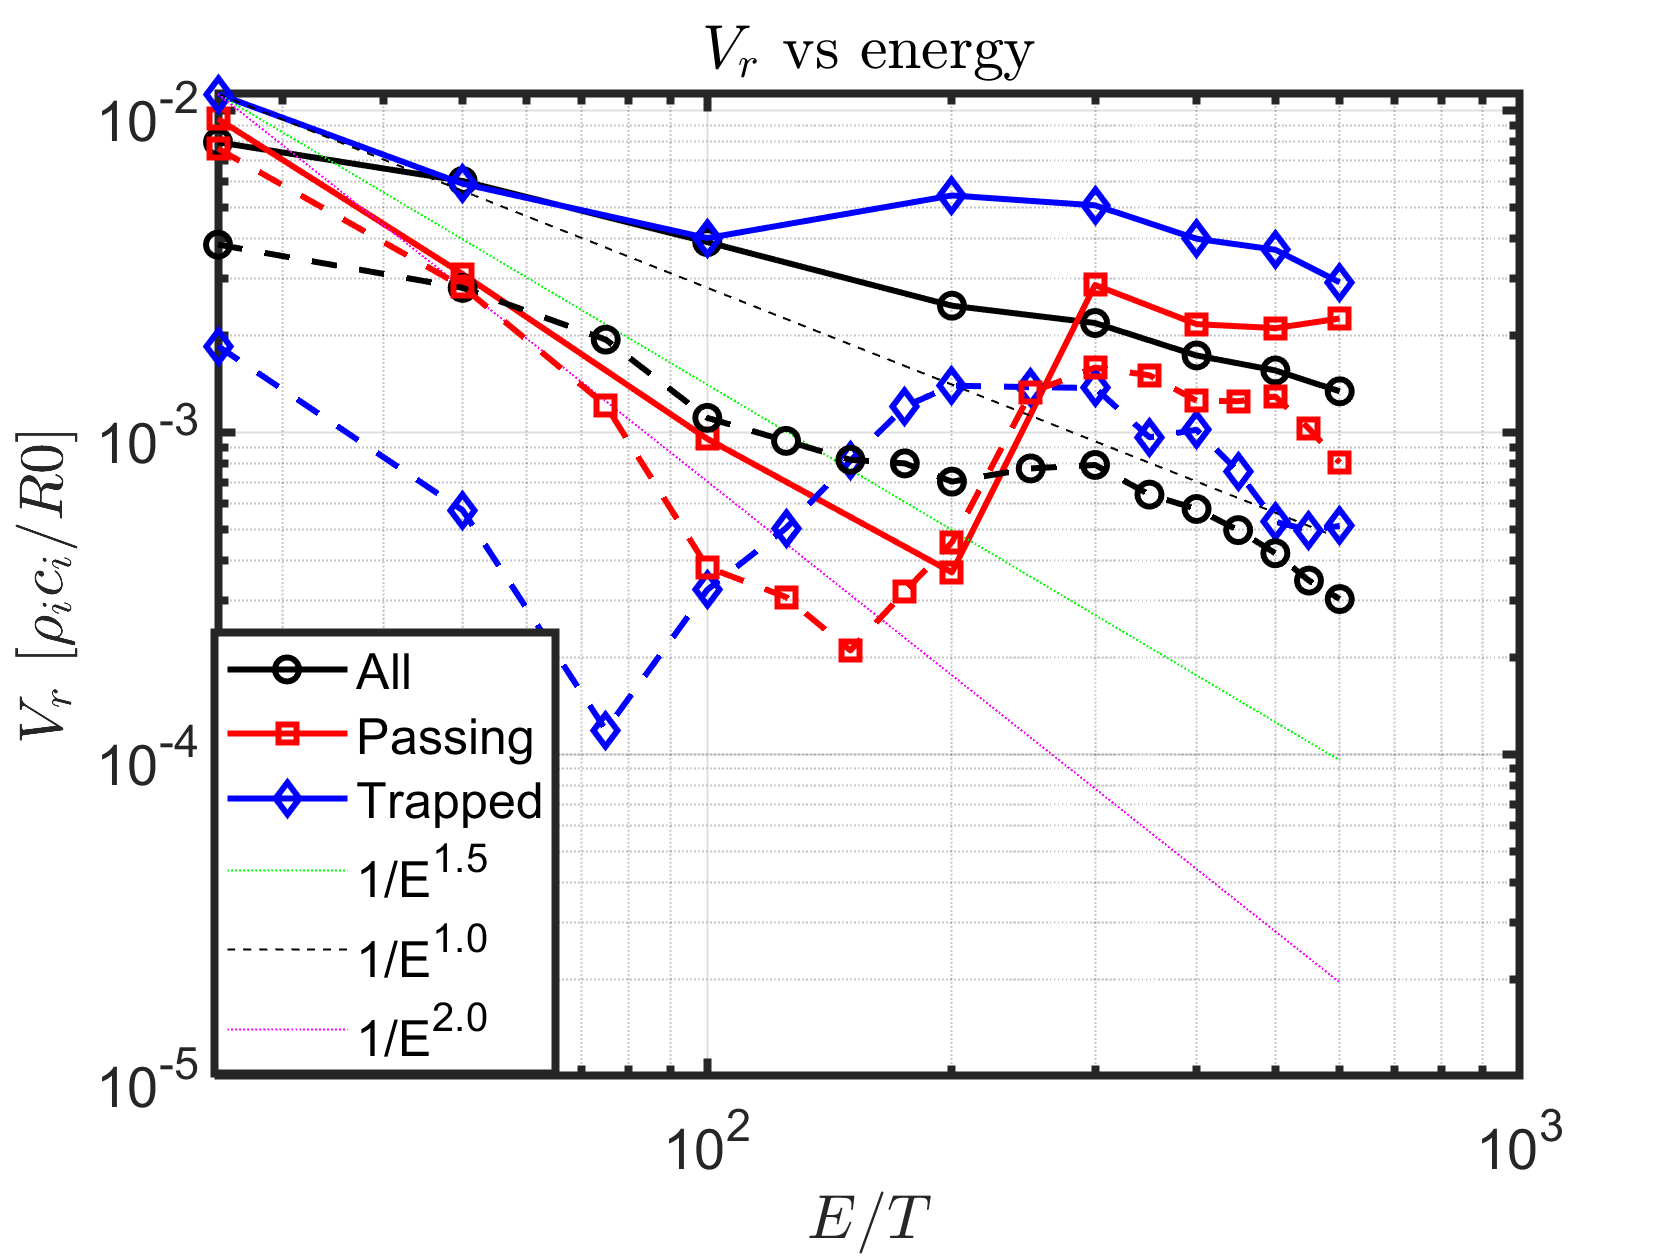 V_r vs energy
10^-2
10^-3
10^-4
10^-5
V_r [ρ_i c_i/R0]
All
Passing
Trapped
1/E^1.5
1/E^1.0
1/E^2.0
10^2
10^3
E/T